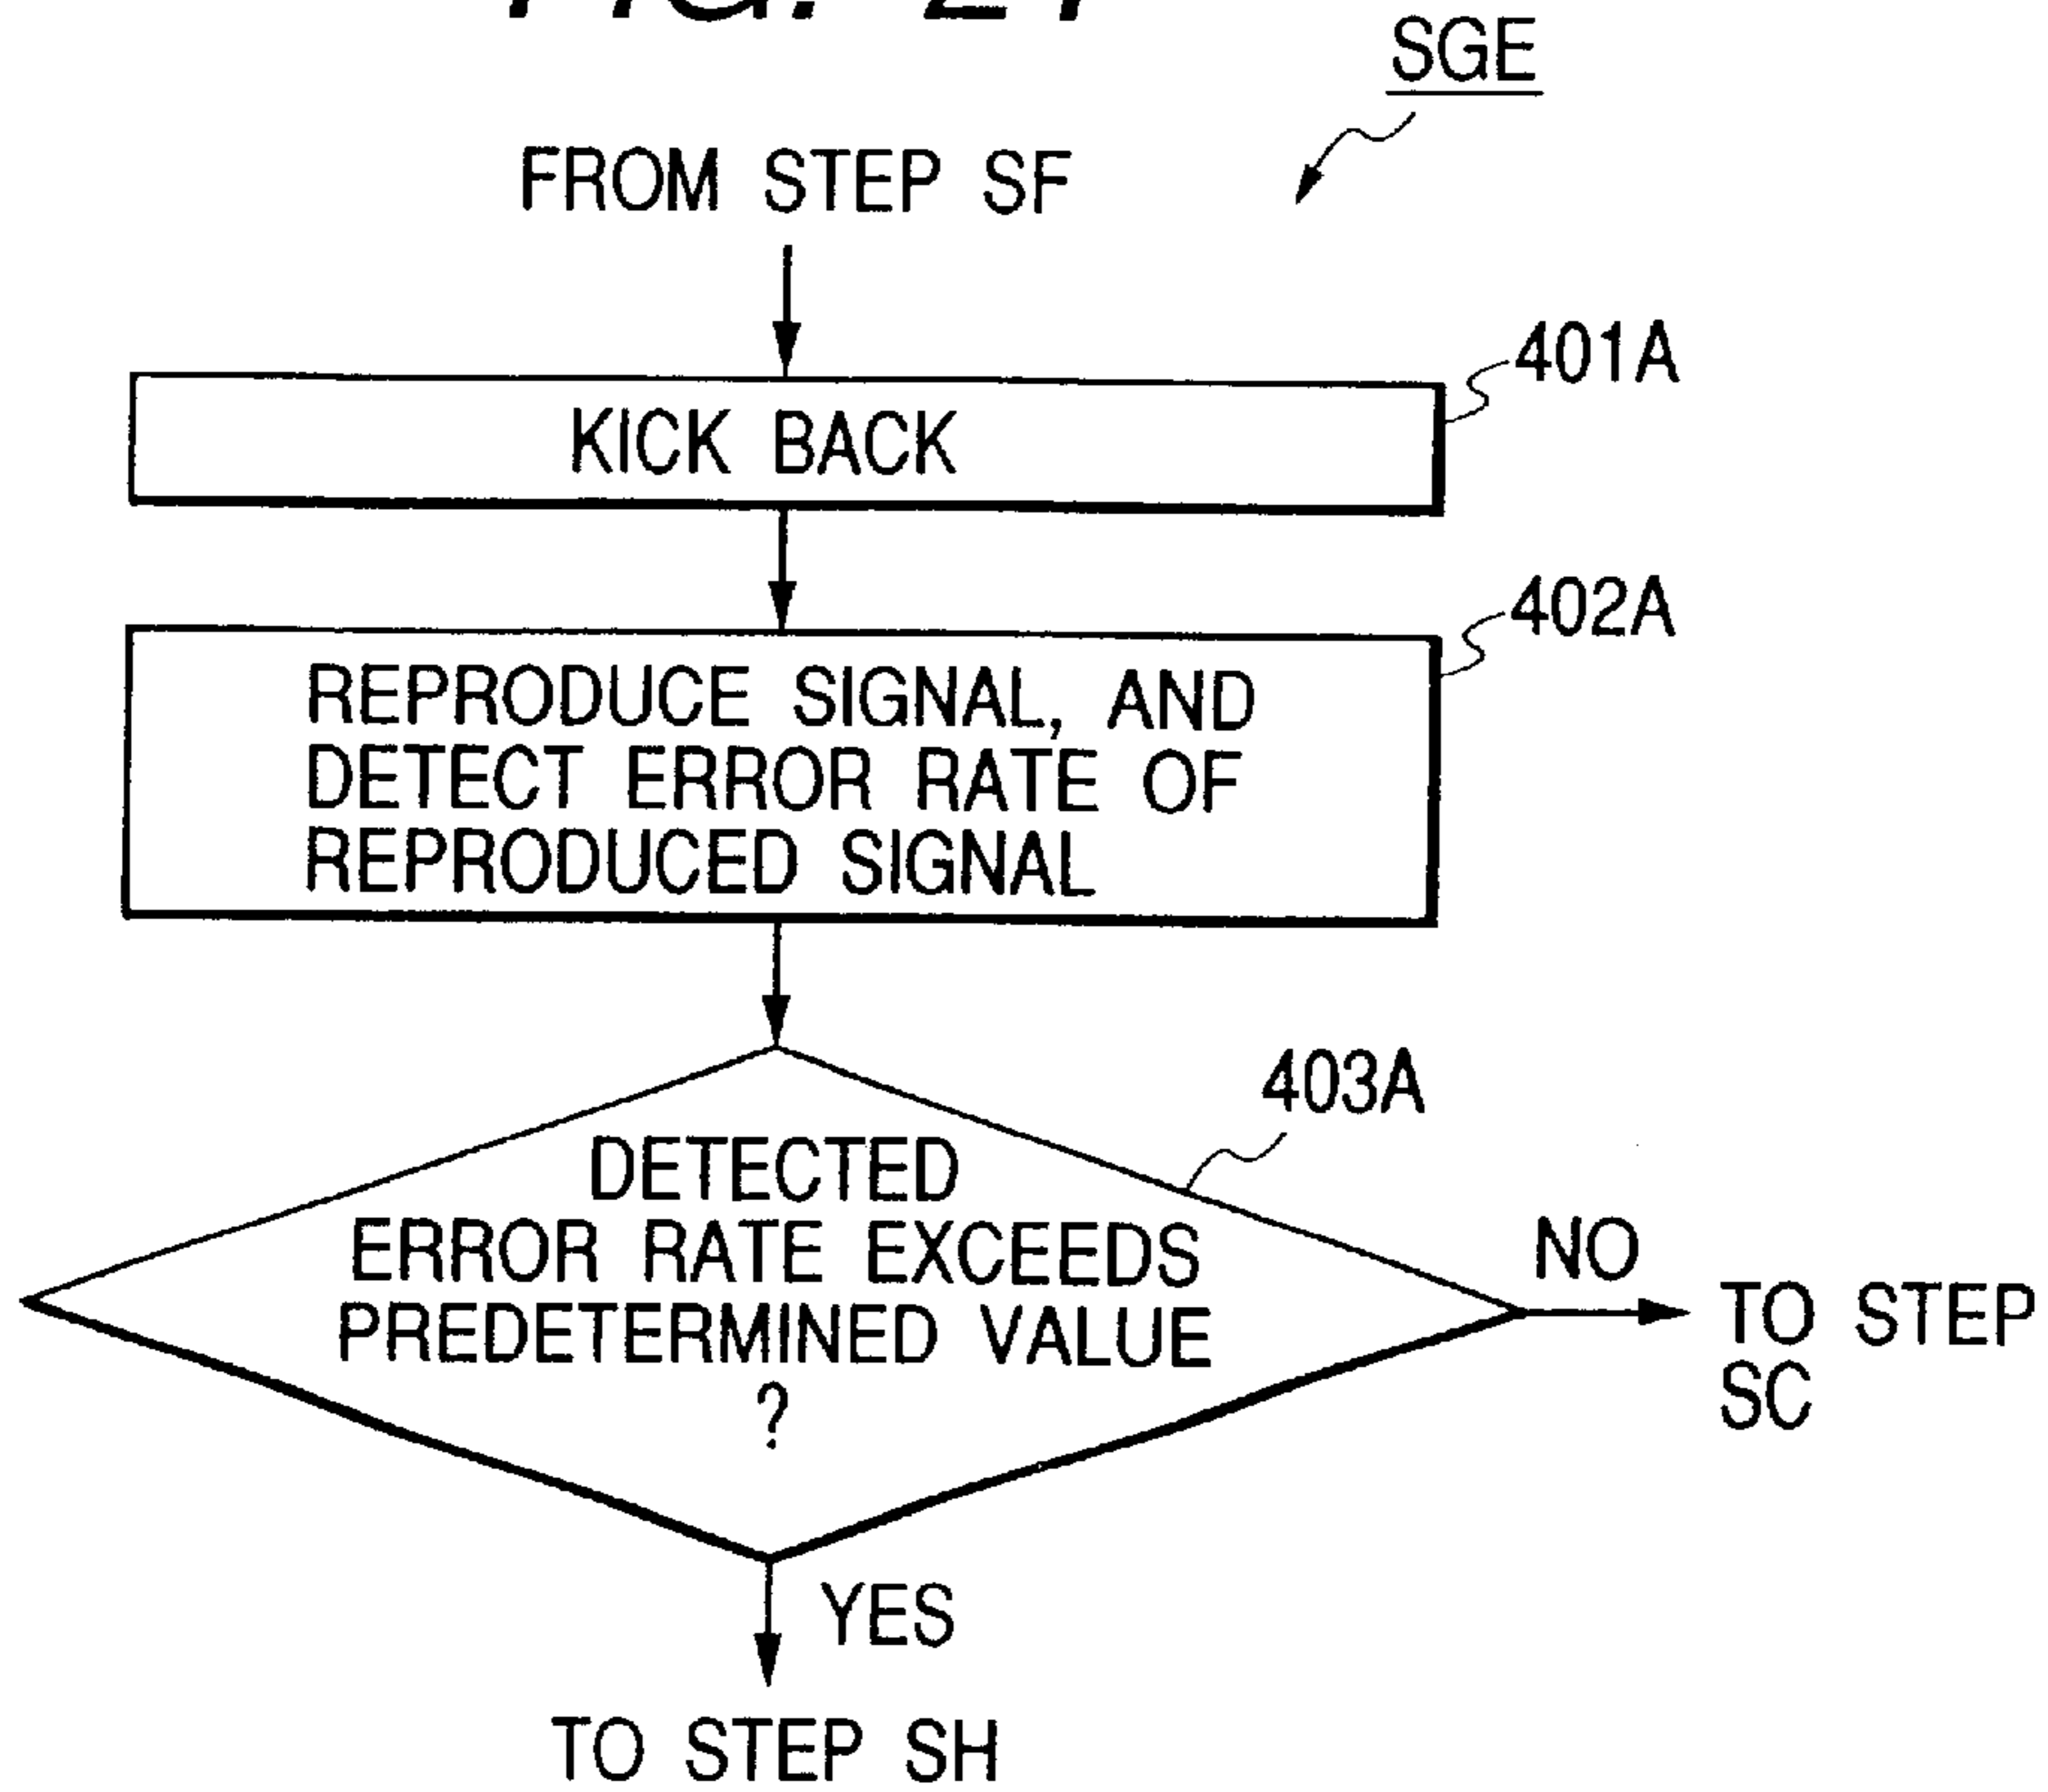 SGE
FROM STEP SF
401A
KICK BACK
402A
REPRODUCE SIGNAL, AND
DETECT ERROR RATE OF
REPRODUCED SIGNAL
403A
DETECTED
ERROR RATE EXCEEDS
PREDETERMINED VALUE
?
NO
TO STEP
SC
YES
TO STEP SH